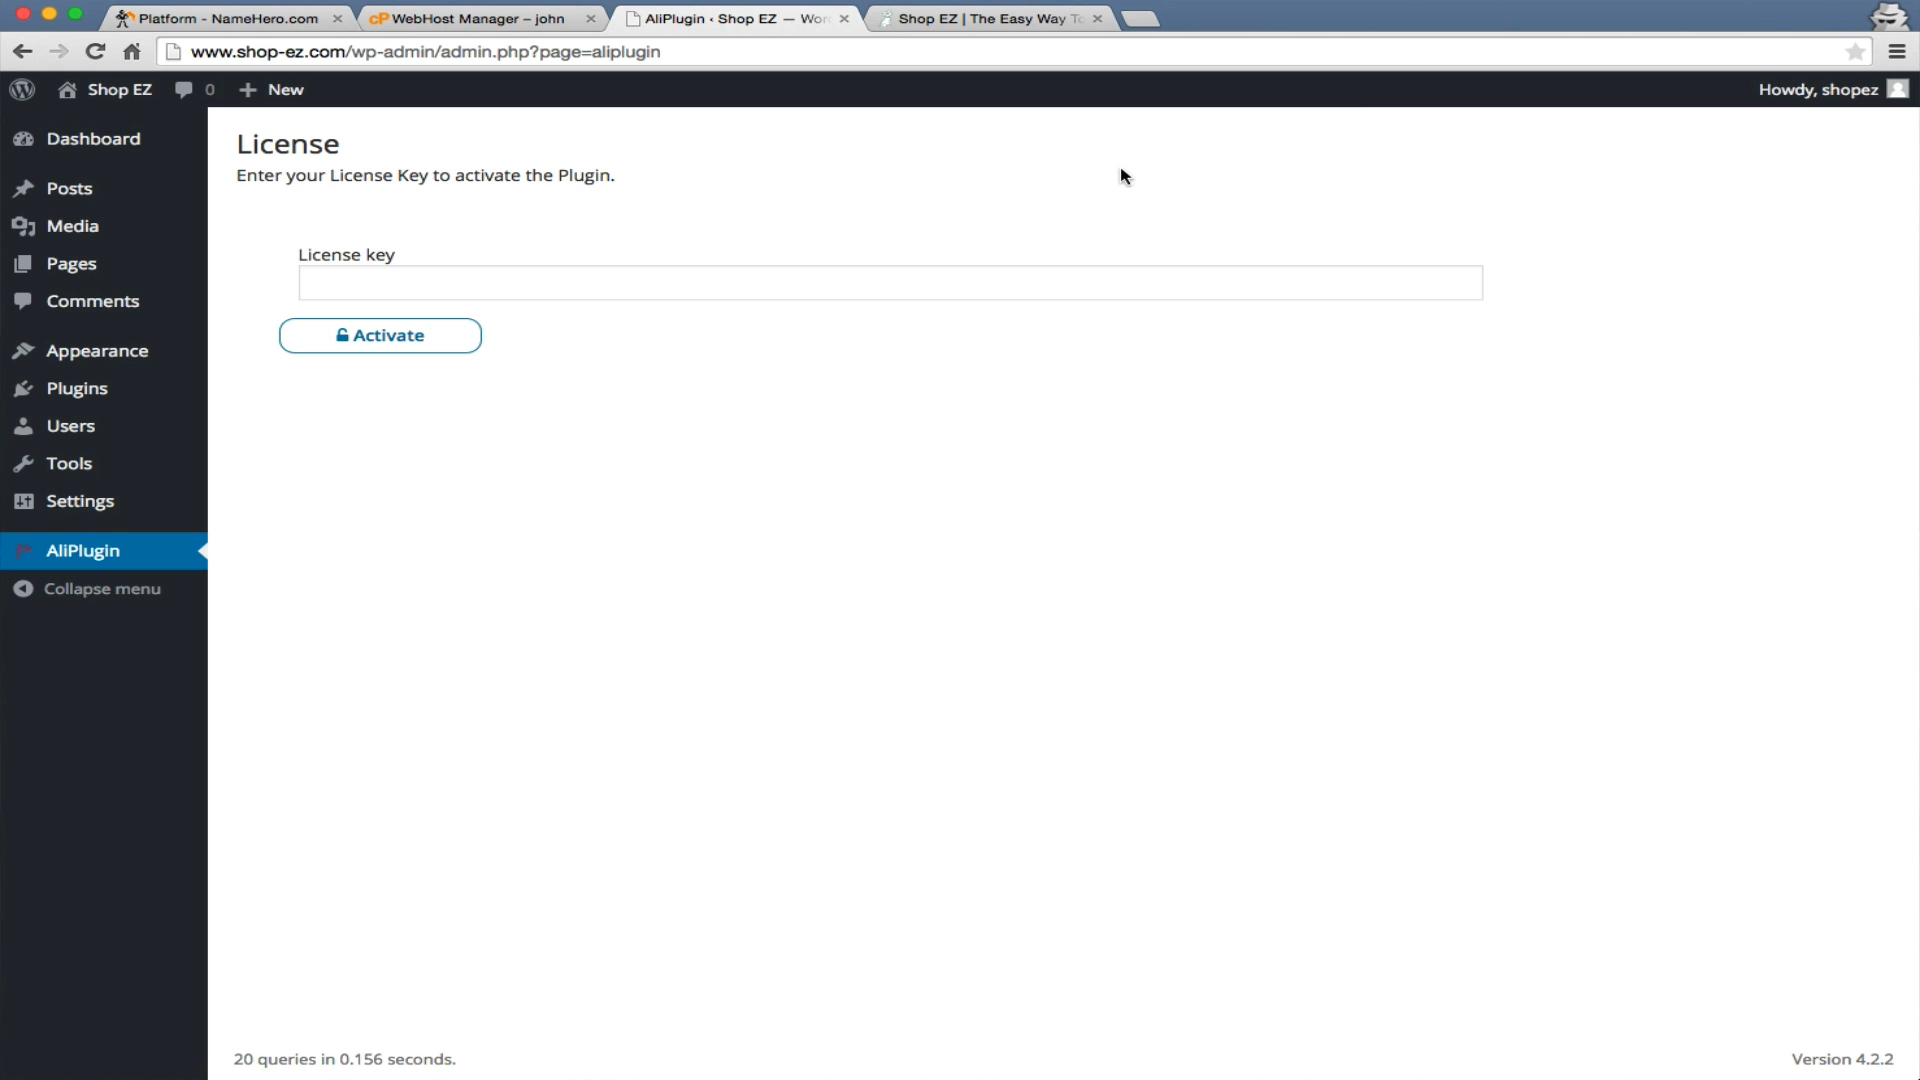 Platform - NameHero.com
cP WebHost Manager – john
AliPlugin ‹ Shop EZ — Wor
Shop EZ | The Easy Way To
www.shop-ez.com/wp-admin/admin.php?page=aliplugin
Shop EZ
0
New
Howdy, shopez
Dashboard
Posts
Media
Pages
Comments
Appearance
Plugins
Users
Tools
Settings
AliPlugin
Collapse menu
License
Enter your License Key to activate the Plugin.
License key
Activate
20 queries in 0.156 seconds.
Version 4.2.2